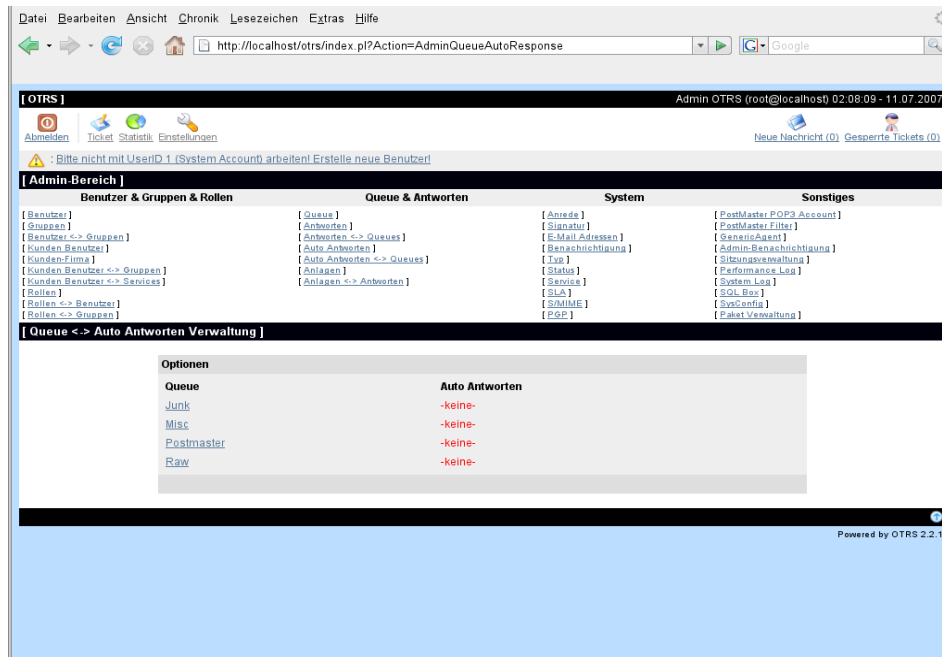 Datei Bearbeiten Ansicht Chronik Lesezeichen Extras Hilfe
http://localhost/otrs/index.pl?Action=AdminQueueAutoResponse
G Google
[ OTRS ]
Admin OTRS (root@localhost) 02:08:09 - 11.07.2007
Abmelden Ticket Statistik Einstellungen
Neue Nachricht (0) Gesperrte Tickets (0)
: Bitte nicht mit UserID 1 (System Account) arbeiten! Erstelle neue Benutzer!
[ Admin-Bereich ]
Benutzer & Gruppen & Rollen
[ Benutzer ]
[ Gruppen ]
[ Benutzer <-> Gruppen ]
[ Kunden Benutzer ]
[ Kunden-Firma ]
[ Kunden Benutzer <-> Gruppen ]
[ Kunden Benutzer <-> Services ]
[ Rollen ]
[ Rollen <-> Benutzer ]
[ Rollen <-> Gruppen ]
Queue & Antworten
[ Queue ]
[ Antworten ]
[ Antworten <-> Queues ]
[ Auto Antworten ]
[ Auto Antworten <-> Queues ]
[ Anlagen ]
[ Anlagen <-> Antworten ]
System
[ Anrede ]
[ Signatur ]
[ E-Mail Adressen ]
[ Benachrichtigung ]
[ Typ ]
[ Status ]
[ Service ]
[ SLA ]
[ S/MIME ]
[ PGP ]
Sonstiges
[ PostMaster POP3 Account ]
[ PostMaster Filter ]
[ GenericAgent ]
[ Admin-Benachrichtigung ]
[ Sitzungsverwaltung ]
[ Performance Log ]
[ System Log ]
[ SQL Box ]
[ SysConfig ]
[ Paket Verwaltung ]
[ Queue <-> Auto Antworten Verwaltung ]
Optionen
Queue Auto Antworten
Junk -keine-
Misc -keine-
Postmaster -keine-
Raw -keine-
Powered by OTRS 2.2.1